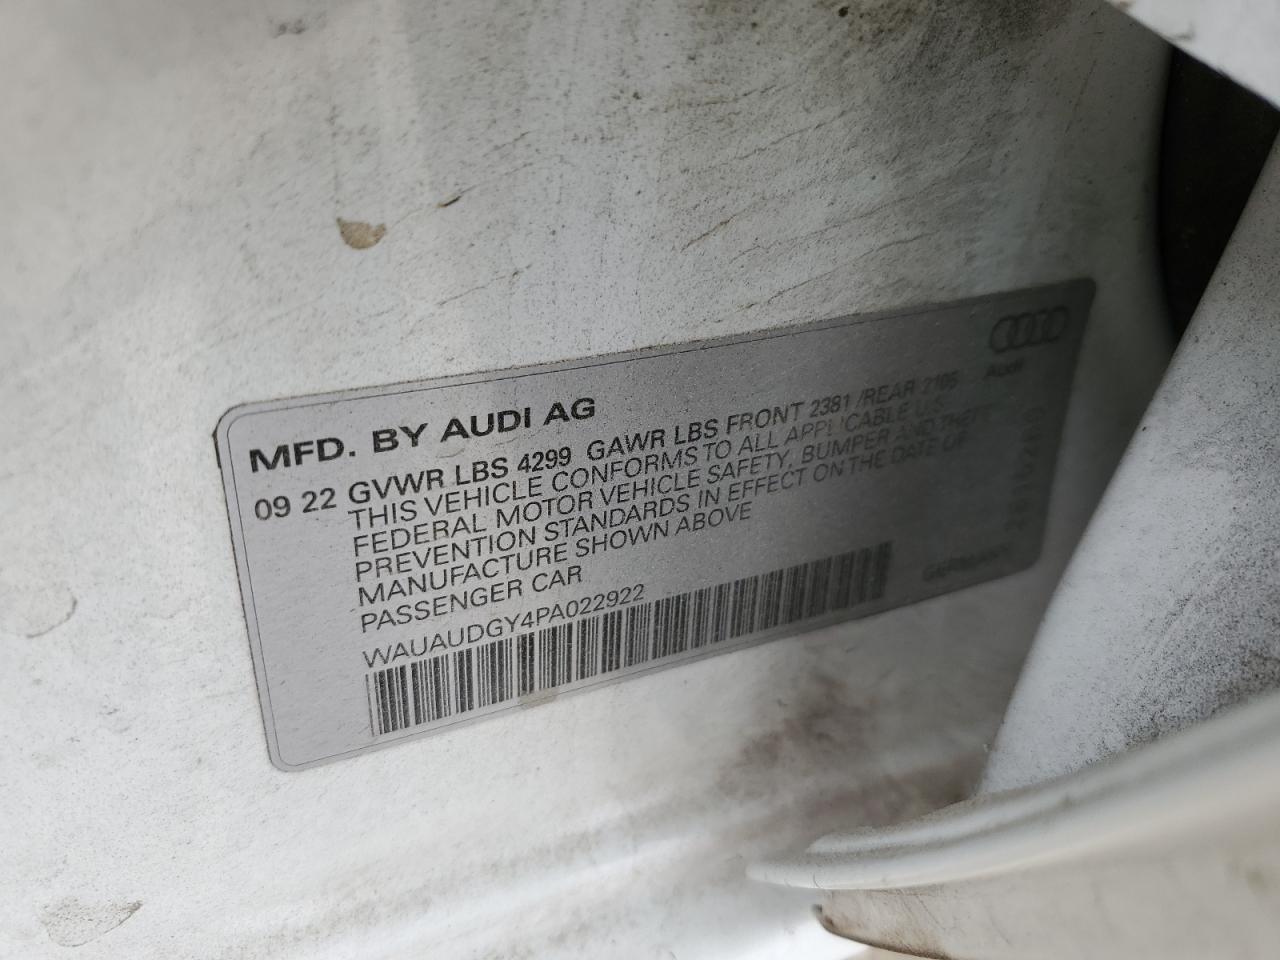 MFD. BY AUDI AG
Audi
09 22 GVWR LBS 4299 GAWR LBS FRONT 2381 /REAR 2105
THIS VEHICLE CONFORMS TO ALL APPLICABLE U.S.
FEDERAL MOTOR VEHICLE SAFETY, BUMPER AND THEFT
PREVENTION STANDARDS IN EFFECT ON THE DATE OF
MANUFACTURE SHOWN ABOVE
PASSENGER CAR
WAUAUDGY4PA022922